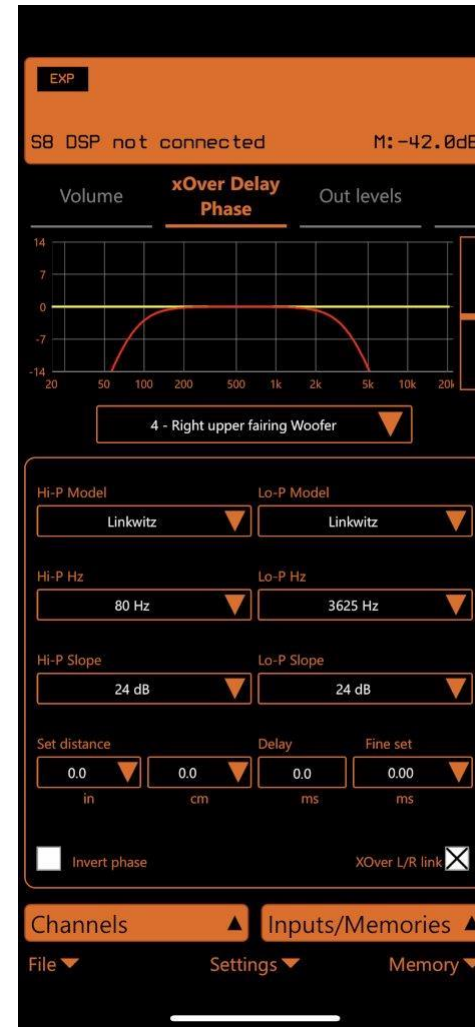 EXP
S8 DSP not connected M:-42.0dB
Volume xOver Delay Phase Out levels
14
7
0
-7
-14
20 50 100 200 500 1k 2k 5k 10k 20k
4 - Right upper fairing Woofer
Hi-P Model Lo-P Model
Linkwitz Linkwitz
Hi-P Hz Lo-P Hz
80 Hz 3625 Hz
Hi-P Slope Lo-P Slope
24 dB 24 dB
Set distance Delay Fine set
0.0 0.0 0.0 0.00
in cm ms ms
Invert phase XOver L/R link
Channels Inputs/Memories
File Settings Memory